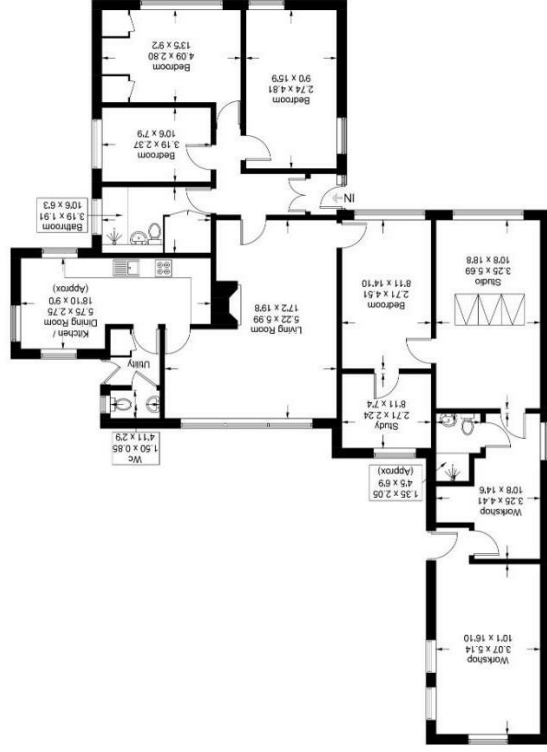 Workshop
3.07 x 5.14
10'1 x 16'10
Workshop
3.25 x 4.41
10'8 x 14'6
1.35 x 2.05
4'5 x 6'9
(Approx)
Wc
1.50 x 0.85
4'11 x 2'9
Study
2.71 x 2.24
8'11 x 7'4
Utility
Studio
3.25 x 5.69
10'8 x 18'8
Bedroom
2.71 x 4.51
8'11 x 14'10
Living Room
5.22 x 5.99
17'2 x 19'8
Kitchen /
Dining Room
5.75 x 2.75
18'10 x 9'0
(Approx)
IN
Bathroom
3.19 x 1.91
10'6 x 6'3
Bedroom
3.19 x 2.37
10'6 x 7'9
Bedroom
2.74 x 4.81
9'0 x 15'9
Bedroom
4.09 x 2.80
13'5 x 9'2